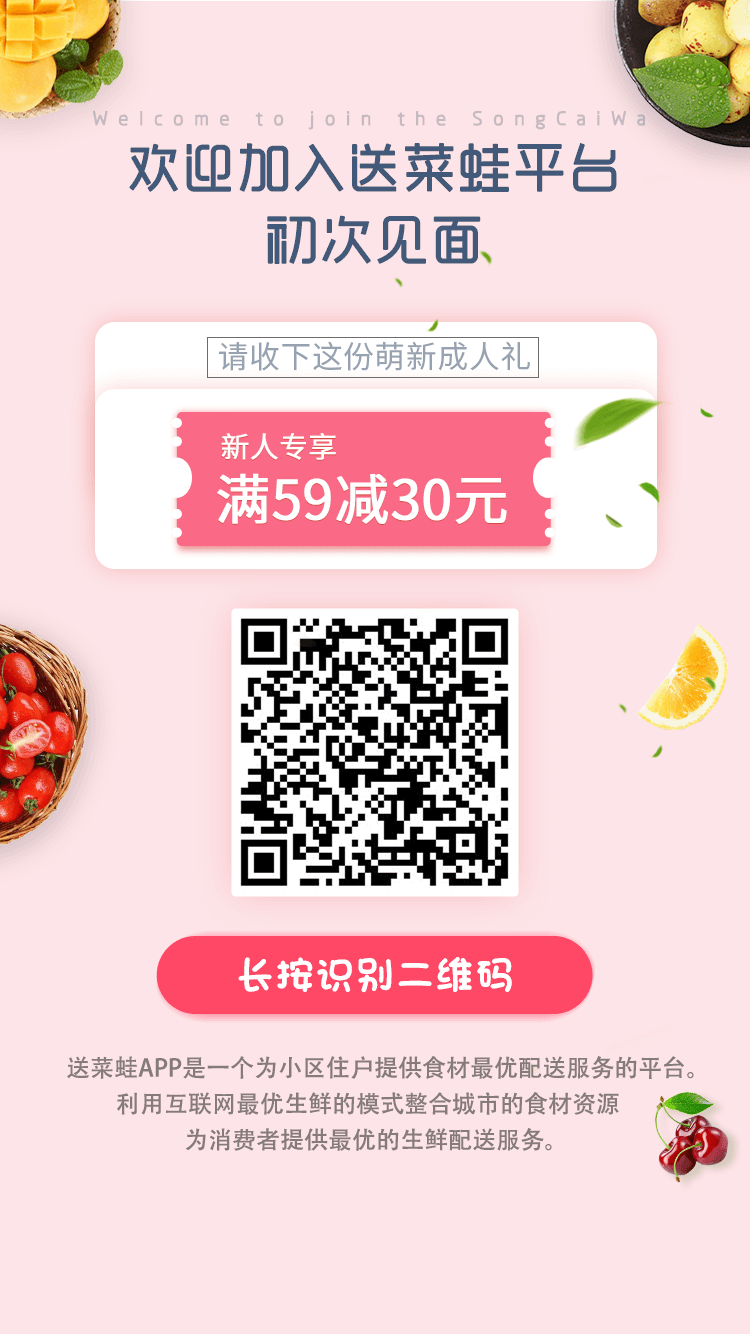 Welcome to join the SongCaiWa
欢迎加入送菜蛙平台
初次见面
请收下这份萌新成人礼
新人专享
满59减30元
长按识别二维码
送菜蛙APP是一个为小区住户提供食材最优配送服务的平台。
利用互联网最优生鲜的模式整合城市的食材资源
为消费者提供最优的生鲜配送服务。